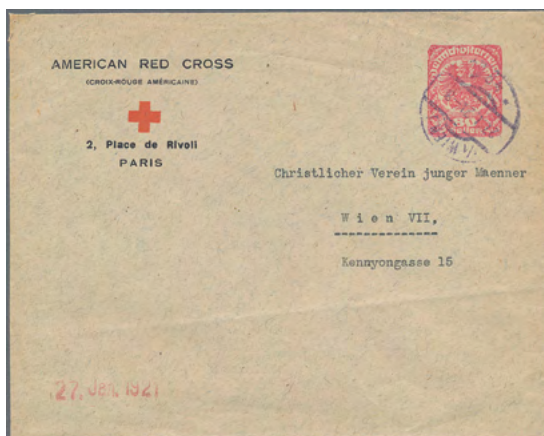 AMERICAN RED CROSS
(CROIX-ROUGE AMÉRICAINE)
2, Place de Rivoli
PARIS
Christlicher Verein junger Maenner
Wien VII,
Kennyongasse 15
27. Jan. 1921